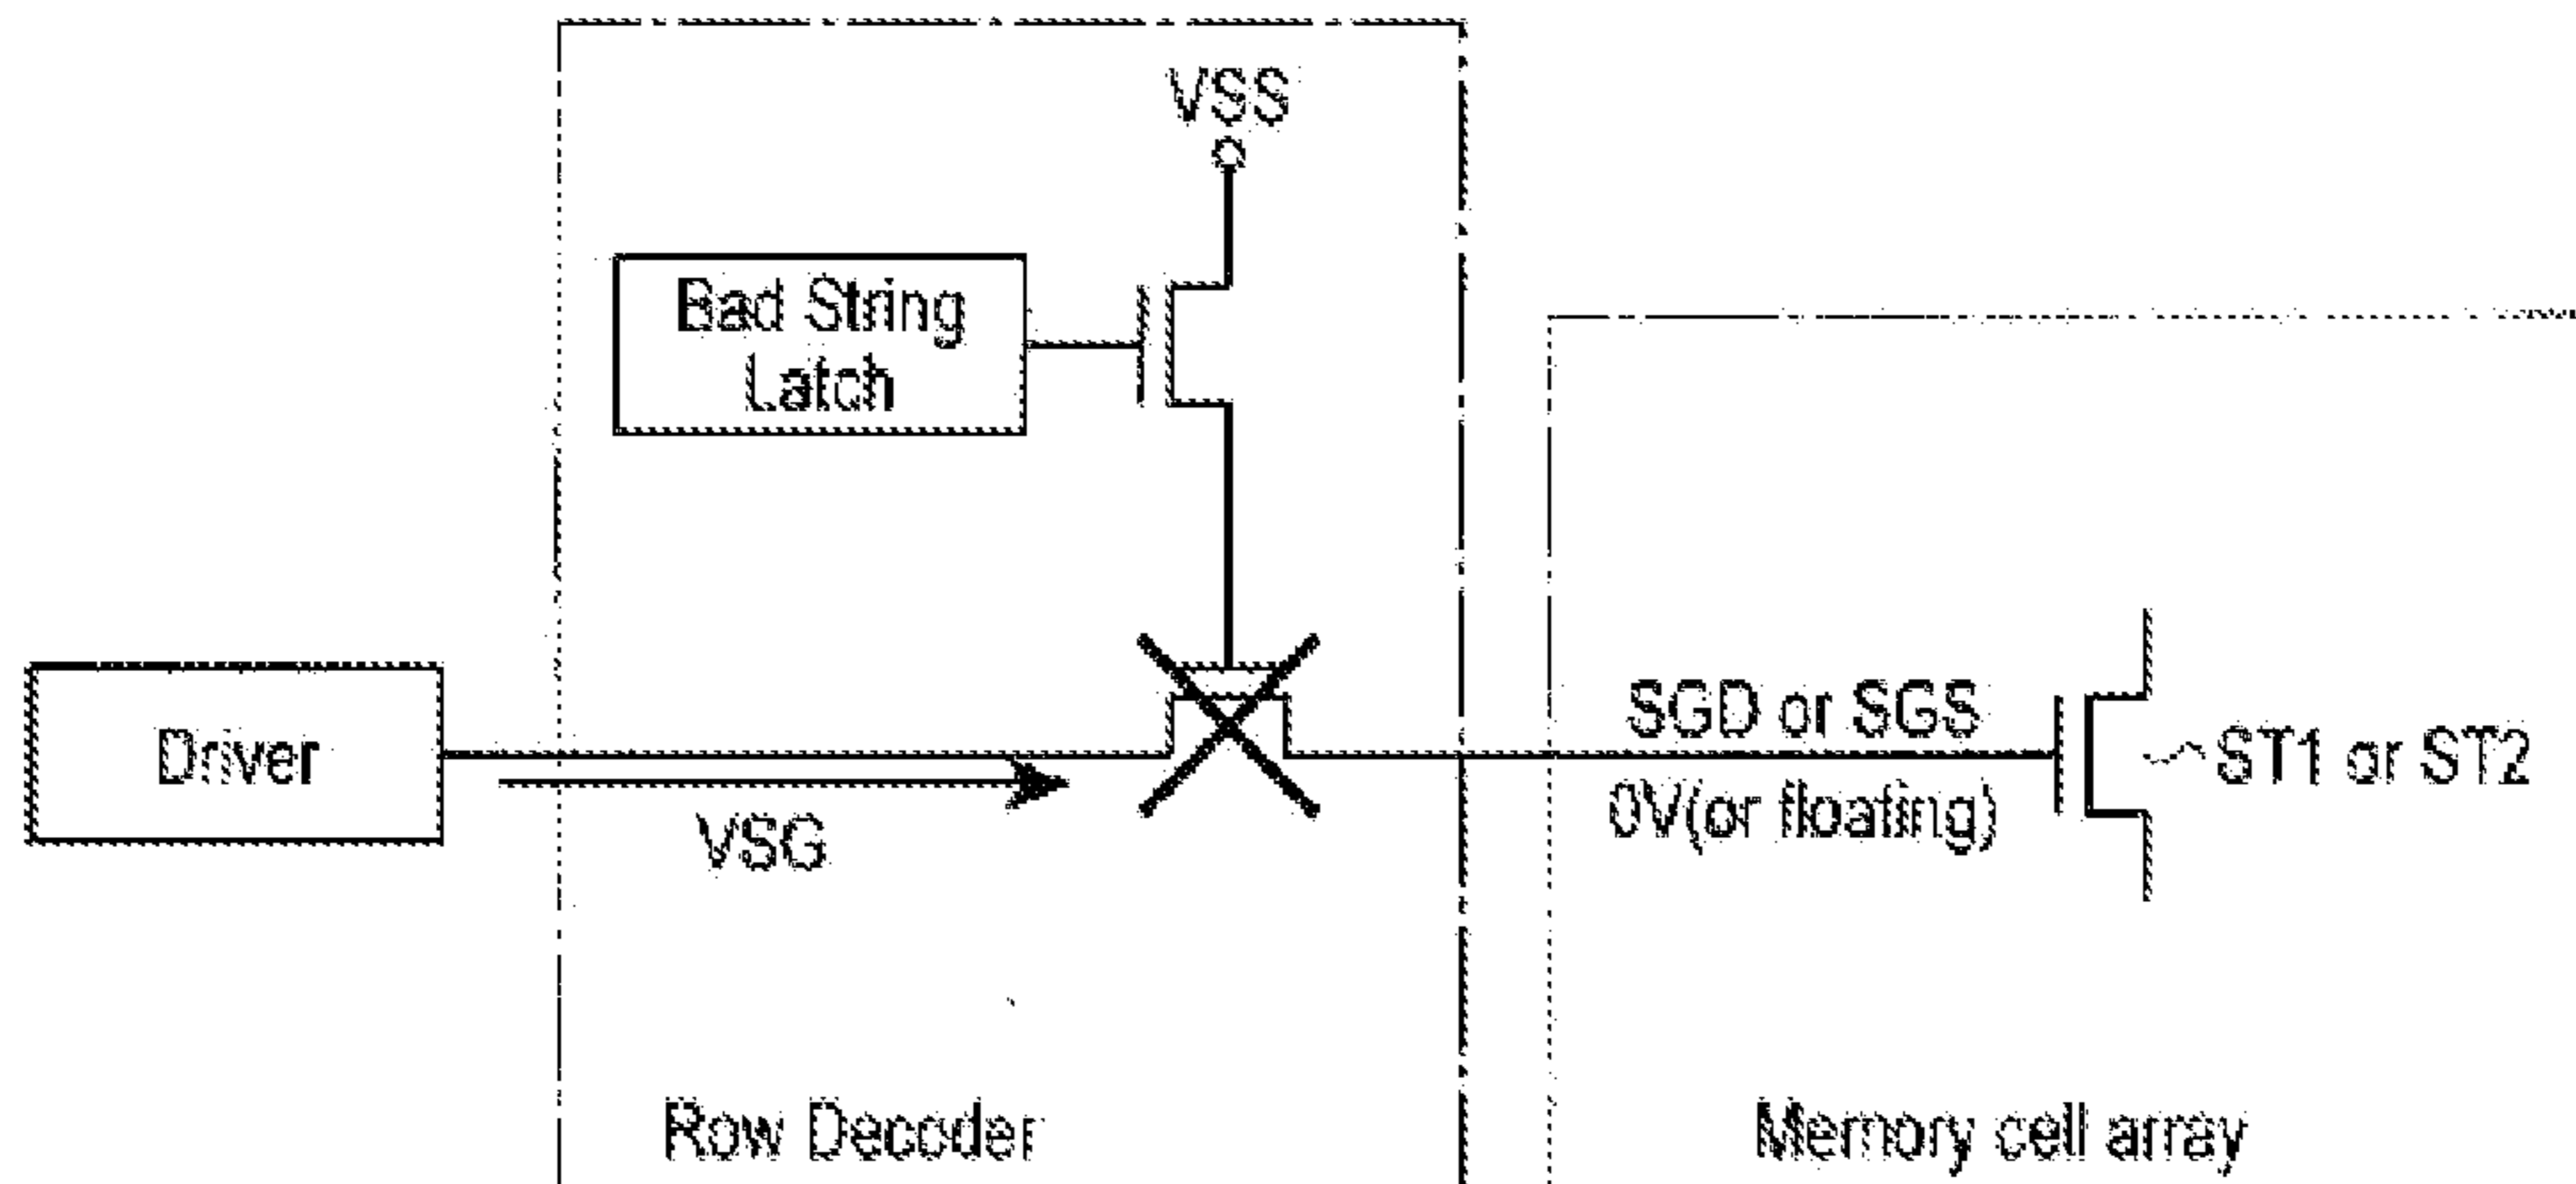 VSS
Bad String
Latch
Driver
VSG
SGD or SGS
0V(or floating)
ST1 or ST2
Row Decoder
Memory cell array